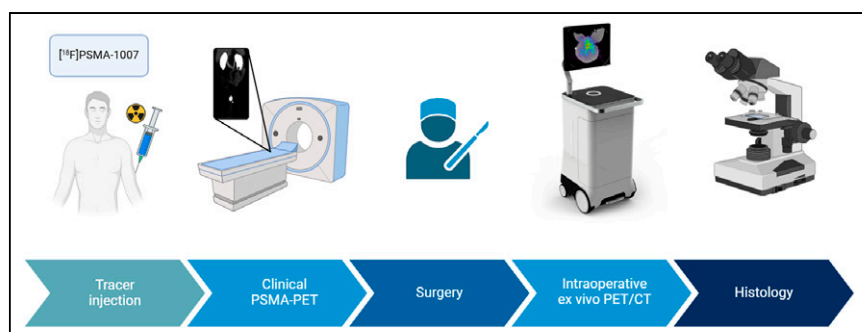 [¹⁸F]PSMA-1007
Tracer
injection
Clinical
PSMA-PET
Surgery
Intraoperative
ex vivo PET/CT
Histology